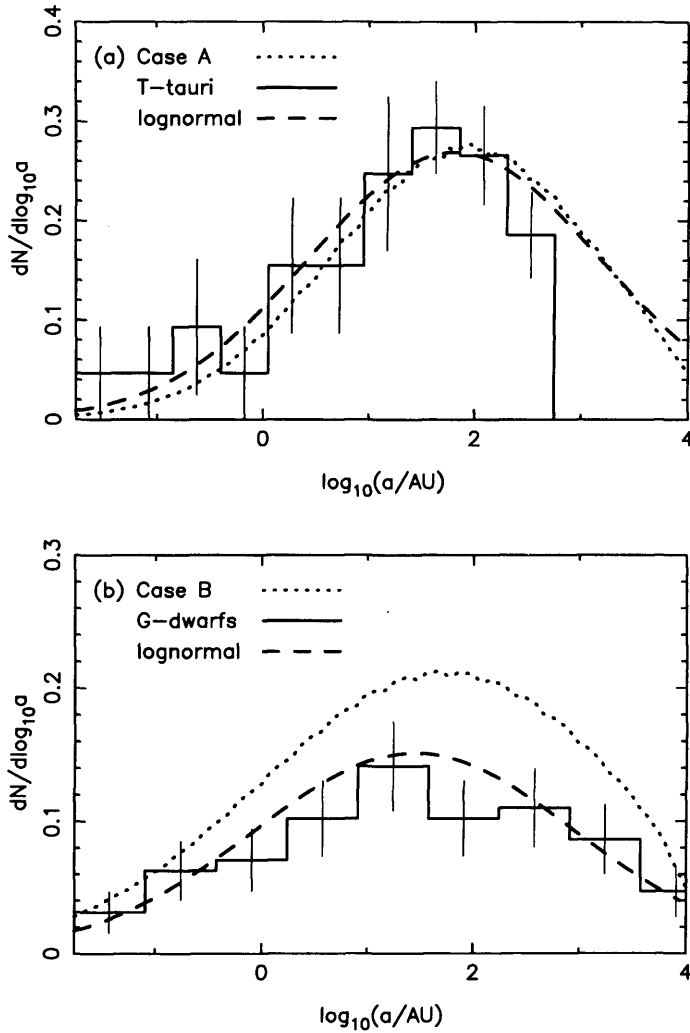 0.4
(a) Case A
T-tauri
lognormal
0.3
dN/dlog10a
0.2
0.1
0
0 2 4
log10(a/AU)
0.3
(b) Case B
G-dwarfs
lognormal
0.2
dN/dlog10a
0.1
0
0 2 4
log10(a/AU)